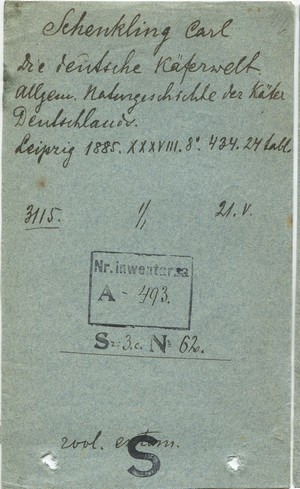 Schenkling Carl
Die deutsche Käferwelt.
Allgem. Naturgeschichte der Käfer
Deutschlands.
Leipzig 1885. XXXVIII. 8° 434. 24 tabl.
3115. 1/1 21.V.
Nr. inwentarza
A - 493.
S = 3.c. No 62.
zool. entom.
S